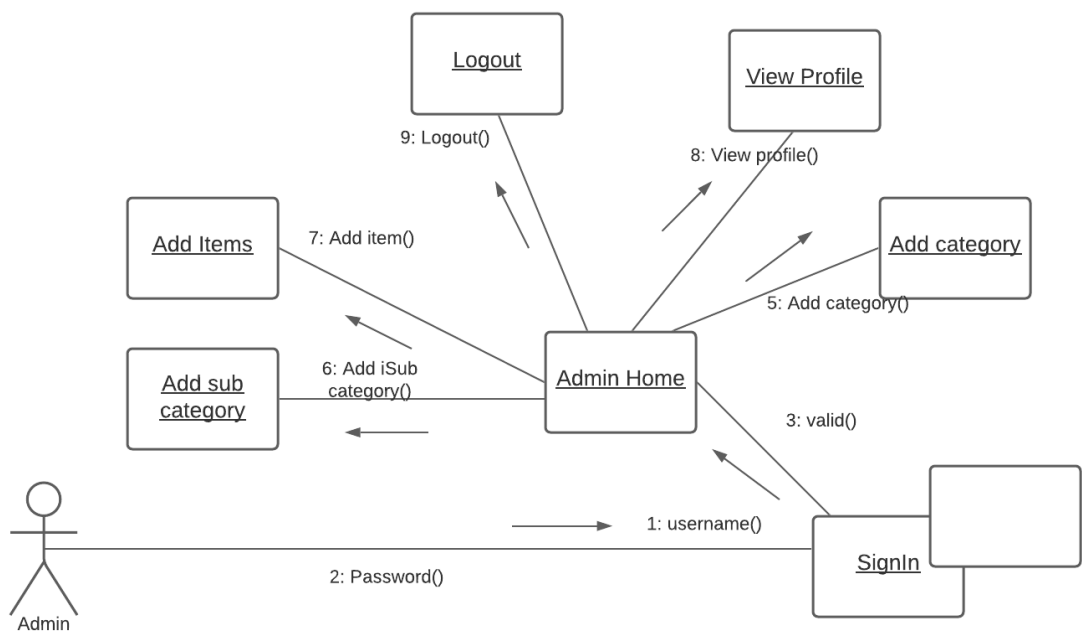 Logout
View Profile
9: Logout()
8: View profile()
Add Items
7: Add item()
Add category
5: Add category()
6: Add iSub
category()
Add sub
category
Admin Home
3: valid()
1: username()
SignIn
2: Password()
Admin